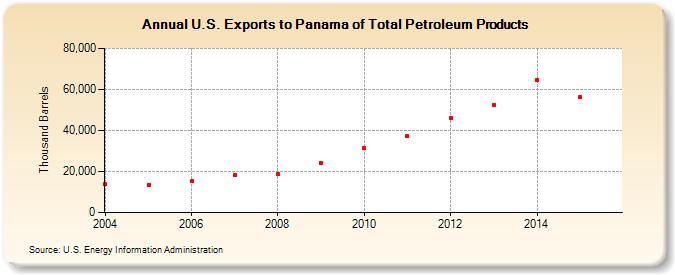 Annual U.S. Exports to Panama of Total Petroleum Products
Thousand Barrels
80,000
60,000
40,000
20,000
0
2004 2006 2008 2010 2012 2014
Source: U.S. Energy Information Administration